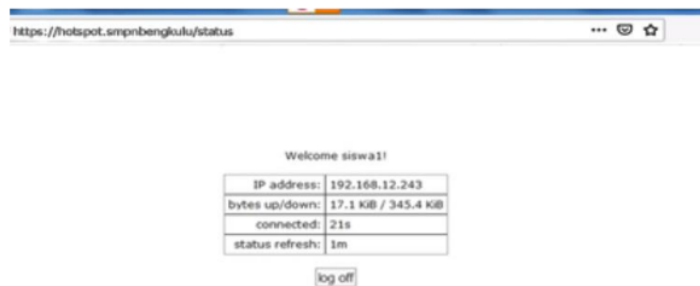 https://hotspot.smpnbengkulu/status
Welcome siswa1!
IP address: 192.168.12.243
bytes up/down: 17.1 KiB / 345.4 KiB
connected: 21s
status refresh: 1m
log off